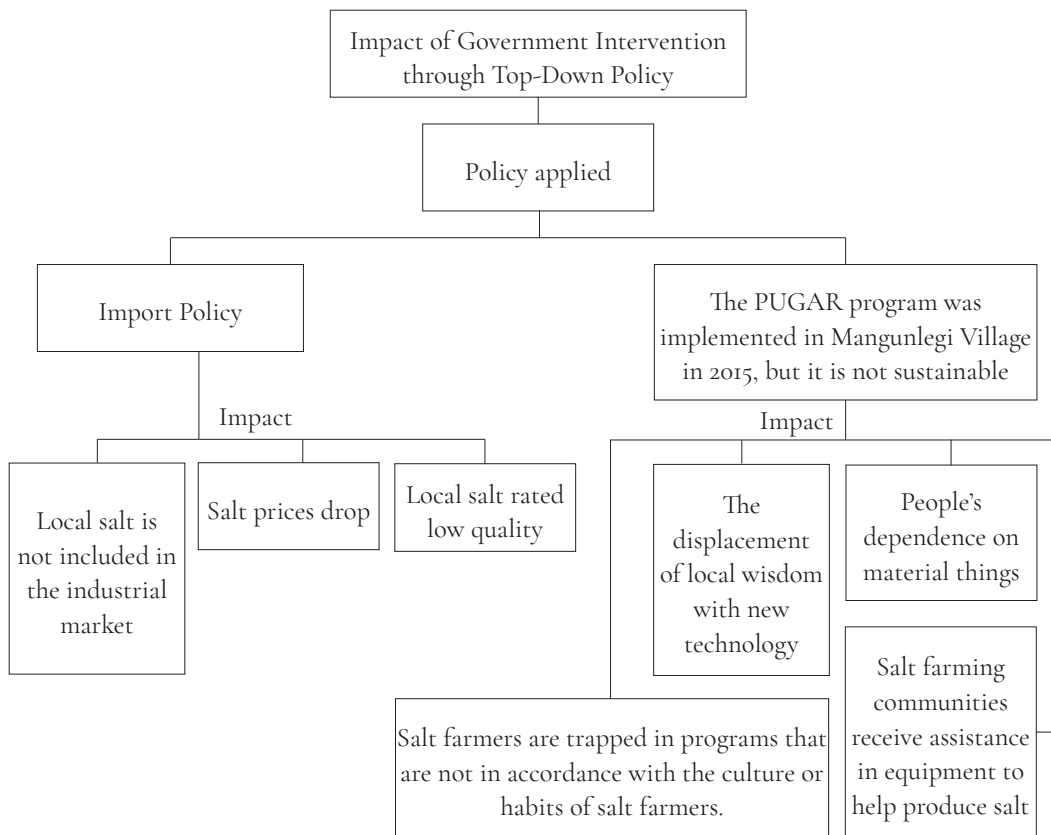 Impact of Government Intervention
through Top-Down Policy
Policy applied
Import Policy
The PUGAR program was
implemented in Mangunlegi Village
in 2015, but it is not sustainable
Impact
Impact
Local salt is
not included in
the industrial
market
Salt prices drop
Local salt rated
low quality
The
displacement
of local wisdom
with new
technology
People’s
dependence on
material things
Salt farmers are trapped in programs that
are not in accordance with the culture or
habits of salt farmers.
Salt farming
communities
receive assistance
in equipment to
help produce salt